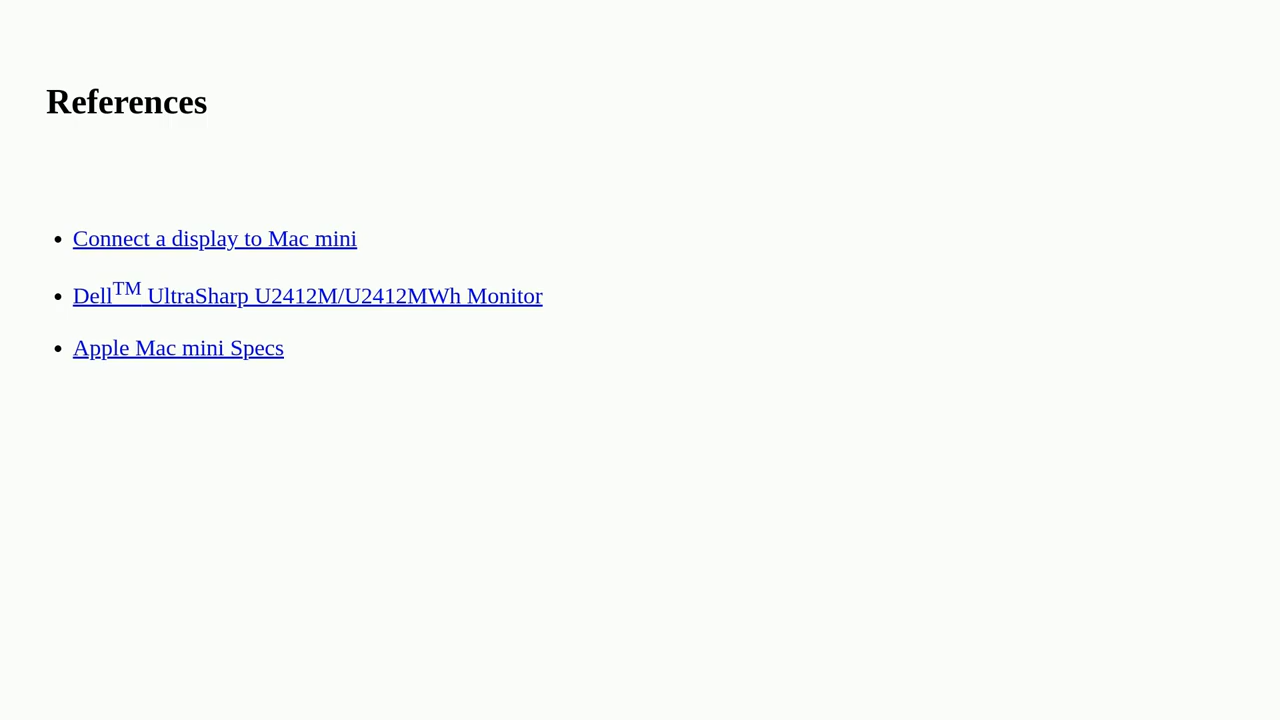 References
Connect a display to Mac mini
Dell™ UltraSharp U2412M/U2412MWh Monitor
Apple Mac mini Specs